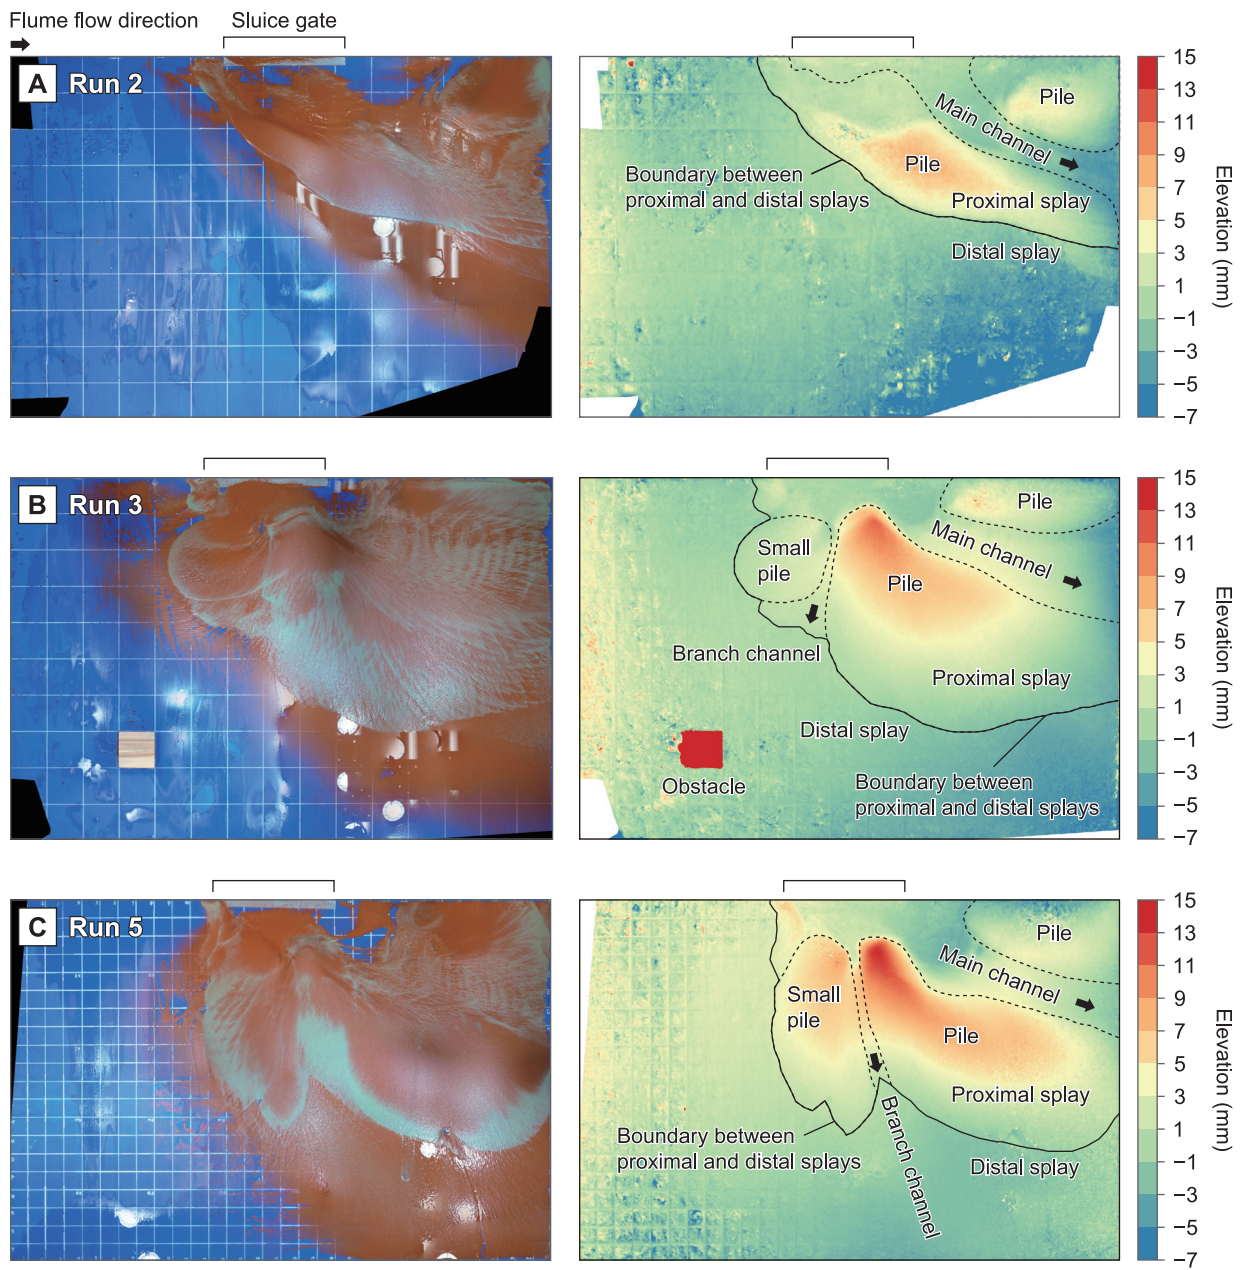 Flume flow direction
Sluice gate
A Run 2
Pile
Main channel
Pile
Boundary between
proximal and distal splays
Proximal splay
Distal splay
15
13
11
9
7
5
3
1
−1
−3
−5
−7
Elevation (mm)
B Run 3
Pile
Main channel
Small
pile
Pile
Branch channel
Proximal splay
Distal splay
Obstacle
Boundary between
proximal and distal splays
15
13
11
9
7
5
3
1
−1
−3
−5
−7
Elevation (mm)
C Run 5
Pile
Main channel
Small
pile
Pile
Proximal splay
Boundary between
proximal and distal splays
Branch channel
Distal splay
15
13
11
9
7
5
3
1
−1
−3
−5
−7
Elevation (mm)